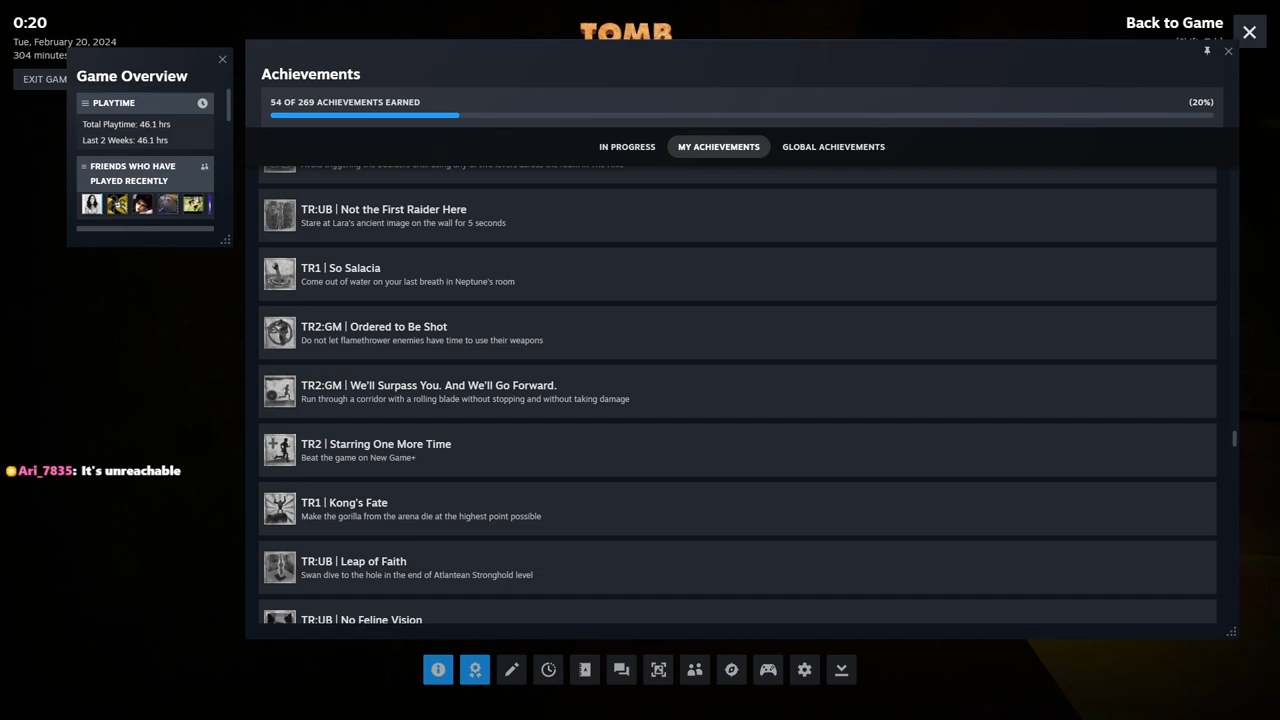 0:20
Tue, February 20, 2024
304 minutes
EXIT GAM
TOMB
Back to Game
Game Overview
PLAYTIME
Total Playtime: 46.1 hrs
Last 2 Weeks: 46.1 hrs
FRIENDS WHO HAVE
PLAYED RECENTLY
Achievements
54 OF 269 ACHIEVEMENTS EARNED
(20%)
IN PROGRESS
MY ACHIEVEMENTS
GLOBAL ACHIEVEMENTS
TR:UB | Not the First Raider Here
Stare at Lara's ancient image on the wall for 5 seconds
TR1 | So Salacia
Come out of water on your last breath in Neptune's room
TR2:GM | Ordered to Be Shot
Do not let flamethrower enemies have time to use their weapons
TR2:GM | We'll Surpass You. And We'll Go Forward.
Run through a corridor with a rolling blade without stopping and without taking damage
TR2 | Starring One More Time
Beat the game on New Game+
TR1 | Kong's Fate
Make the gorilla from the arena die at the highest point possible
TR:UB | Leap of Faith
Swan dive to the hole in the end of Atlantean Stronghold level
TR:UB | No Feline Vision
Ari_7835: It's unreachable